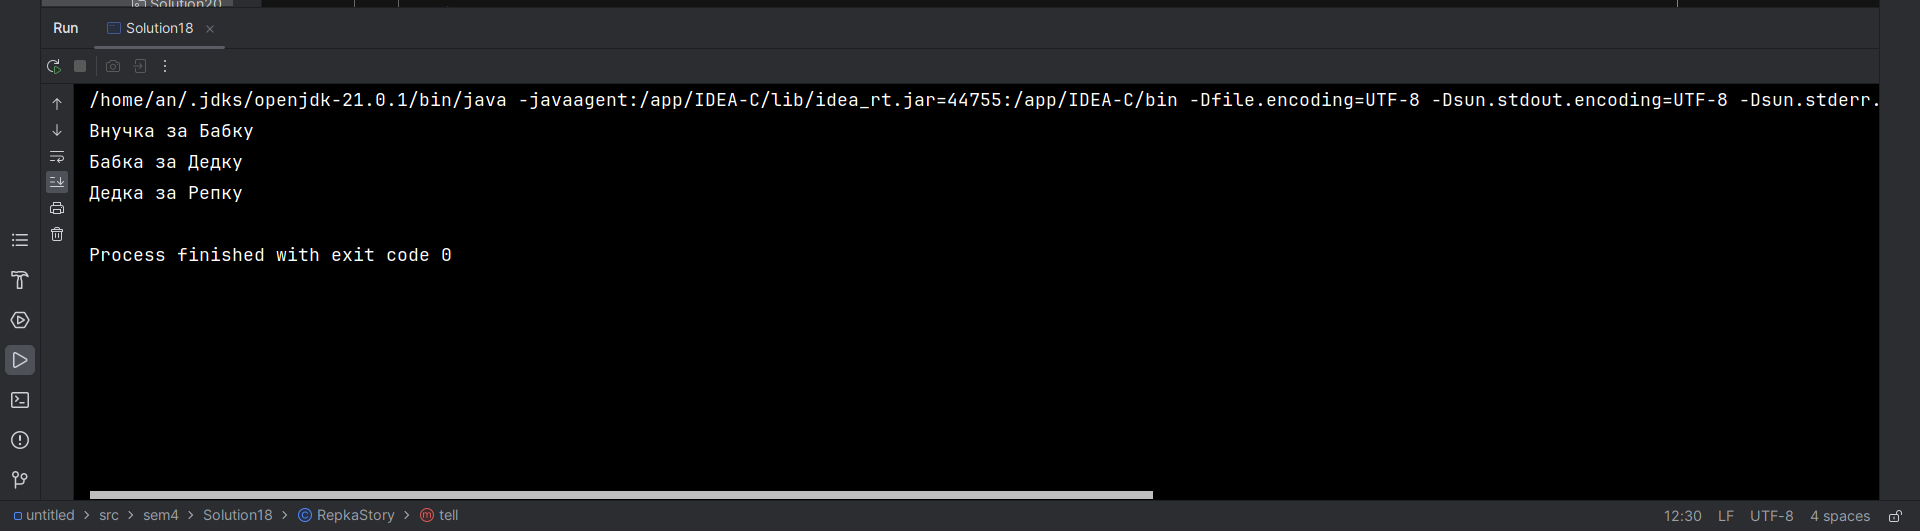 Solution20
Run Solution18
/home/an/.jdks/openjdk-21.0.1/bin/java -javaagent:/app/IDEA-C/lib/idea_rt.jar=44755:/app/IDEA-C/bin -Dfile.encoding=UTF-8 -Dsun.stdout.encoding=UTF-8 -Dsun.stderr.
Внучка за Бабку
Бабка за Дедку
Дедка за Репку
Process finished with exit code 0
untitled > src > sem4 > Solution18 > RepkaStory > tell 12:30 LF UTF-8 4 spaces